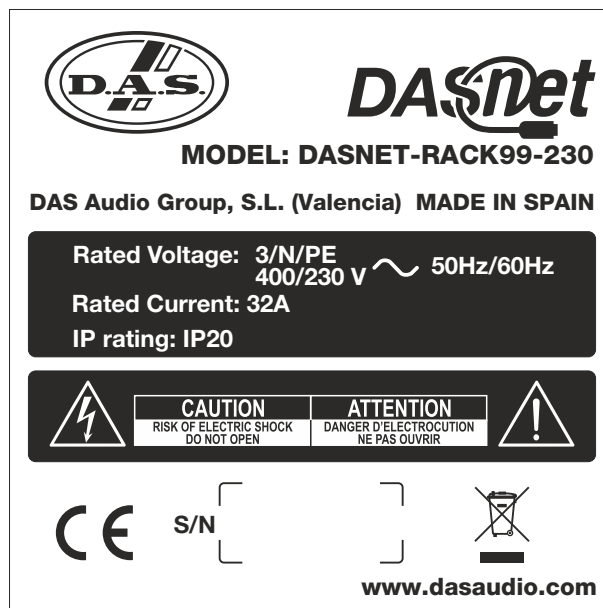 D.A.S.
DASnet
MODEL: DASNET-RACK99-230
DAS Audio Group, S.L. (Valencia) MADE IN SPAIN
Rated Voltage: 3/N/PE
400/230 V 50Hz/60Hz
Rated Current: 32A
IP rating: IP20
CAUTION
RISK OF ELECTRIC SHOCK
DO NOT OPEN
ATTENTION
DANGER D'ELECTROCUTION
NE PAS OUVRIR
CE
S/N
www.dasaudio.com